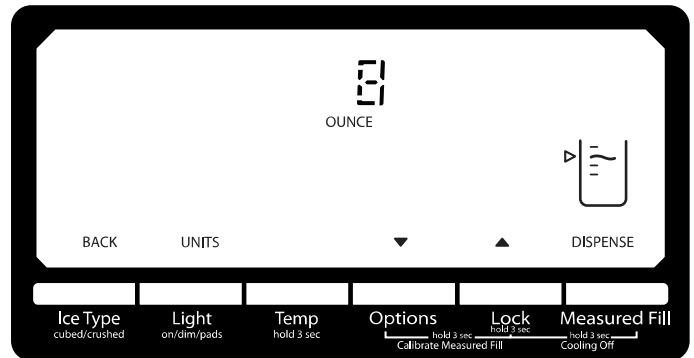 8
OUNCE
BACK UNITS ▼ ▲ DISPENSE
Ice Type Light Temp Options Lock Measured Fill
cubed/crushed on/dim/pads hold 3 sec hold 3 sec
hold 3 sec hold 3 sec
Calibrate Measured Fill Cooling Off